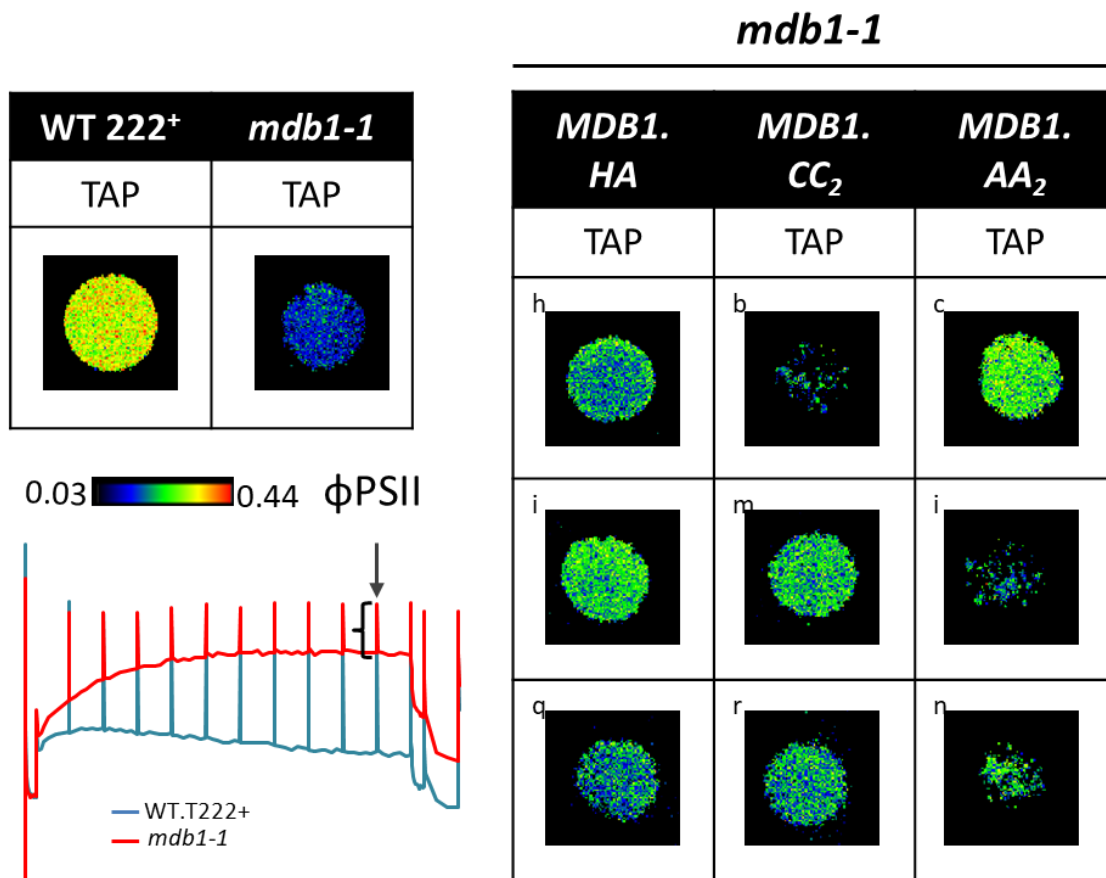 mdb1-1
WT 222⁺ mdb1-1
TAP TAP
MDB1. MDB1. MDB1.
HA CC₂ AA₂
TAP TAP TAP
h b c
i m i
q r n
0.03 0.44 ϕPSII
WT.T222+
mdb1-1